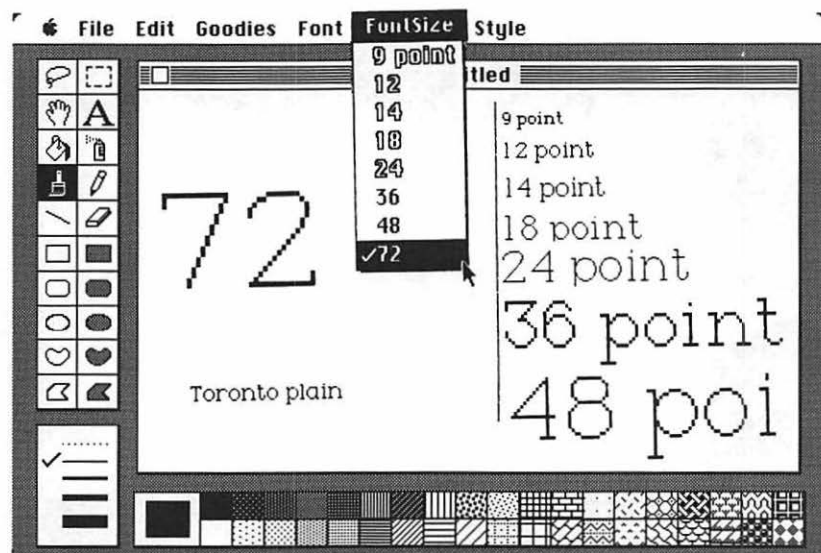 File Edit Goodies Font FontSize Style
9 point
12
14
18
24
36
48
✓72
titled
72
Toronto plain
9 point
12 point
14 point
18 point
24 point
36 point
48 poi
A